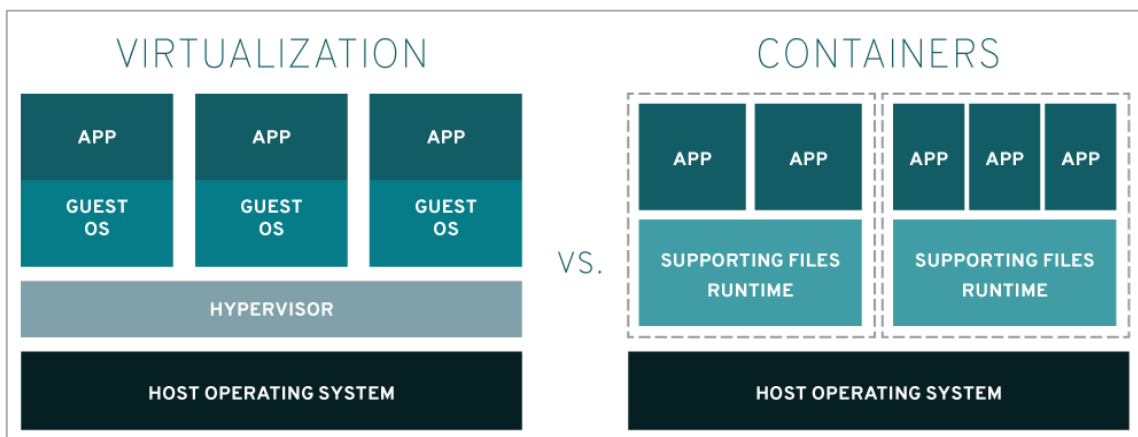 VIRTUALIZATION
APP
APP
APP
GUEST
OS
GUEST
OS
GUEST
OS
HYPERVISOR
HOST OPERATING SYSTEM
VS.
CONTAINERS
APP
APP
APP
APP
APP
SUPPORTING FILES
RUNTIME
SUPPORTING FILES
RUNTIME
HOST OPERATING SYSTEM